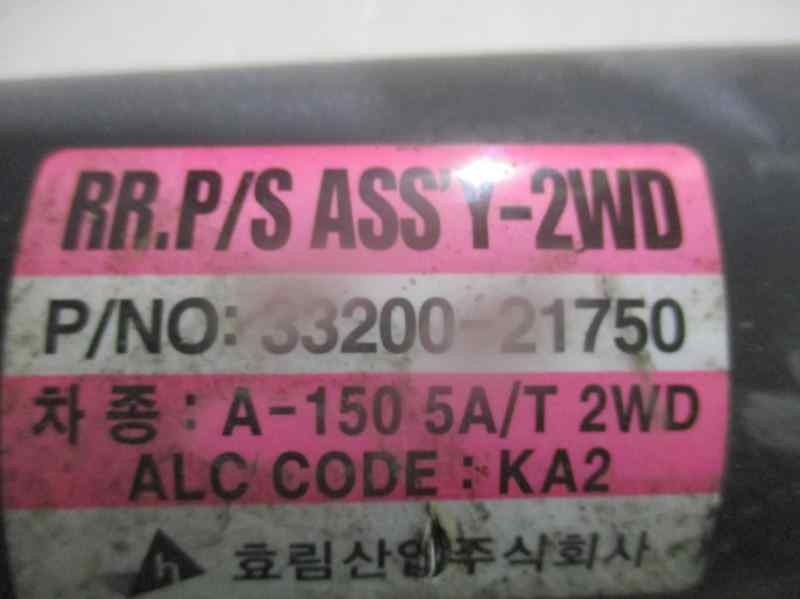 RR.P/S ASS'Y-2WD
P/NO: 33200-21750
차 종 : A-150 5A/T 2WD
ALC CODE : KA2
효림산업주식회사